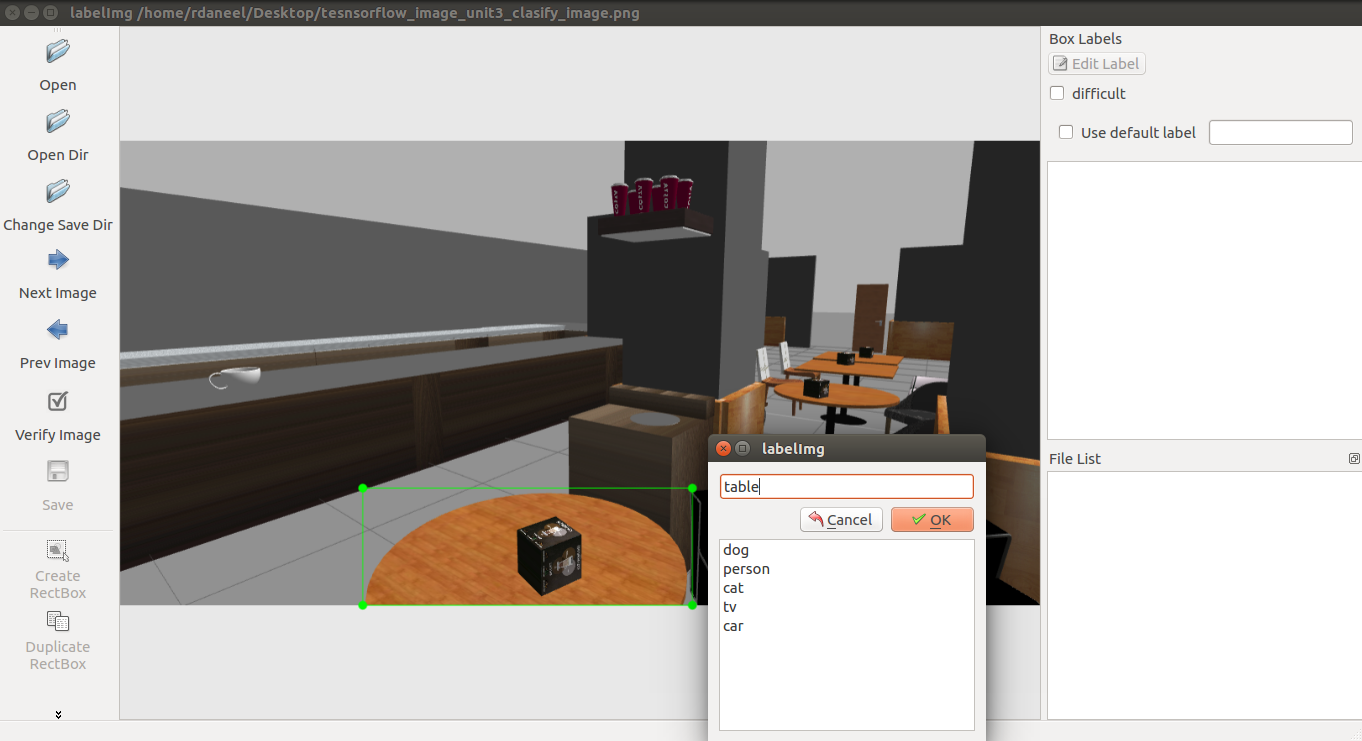 labelImg /home/rdaneel/Desktop/tesnsorflow_image_unit3_clasify_image.png
Open
Open Dir
Change Save Dir
Next Image
Prev Image
Verify Image
Save
Create
RectBox
Duplicate
RectBox
Box Labels
Edit Label
difficult
Use default label
File List
labelImg
table
Cancel
OK
dog
person
cat
tv
car